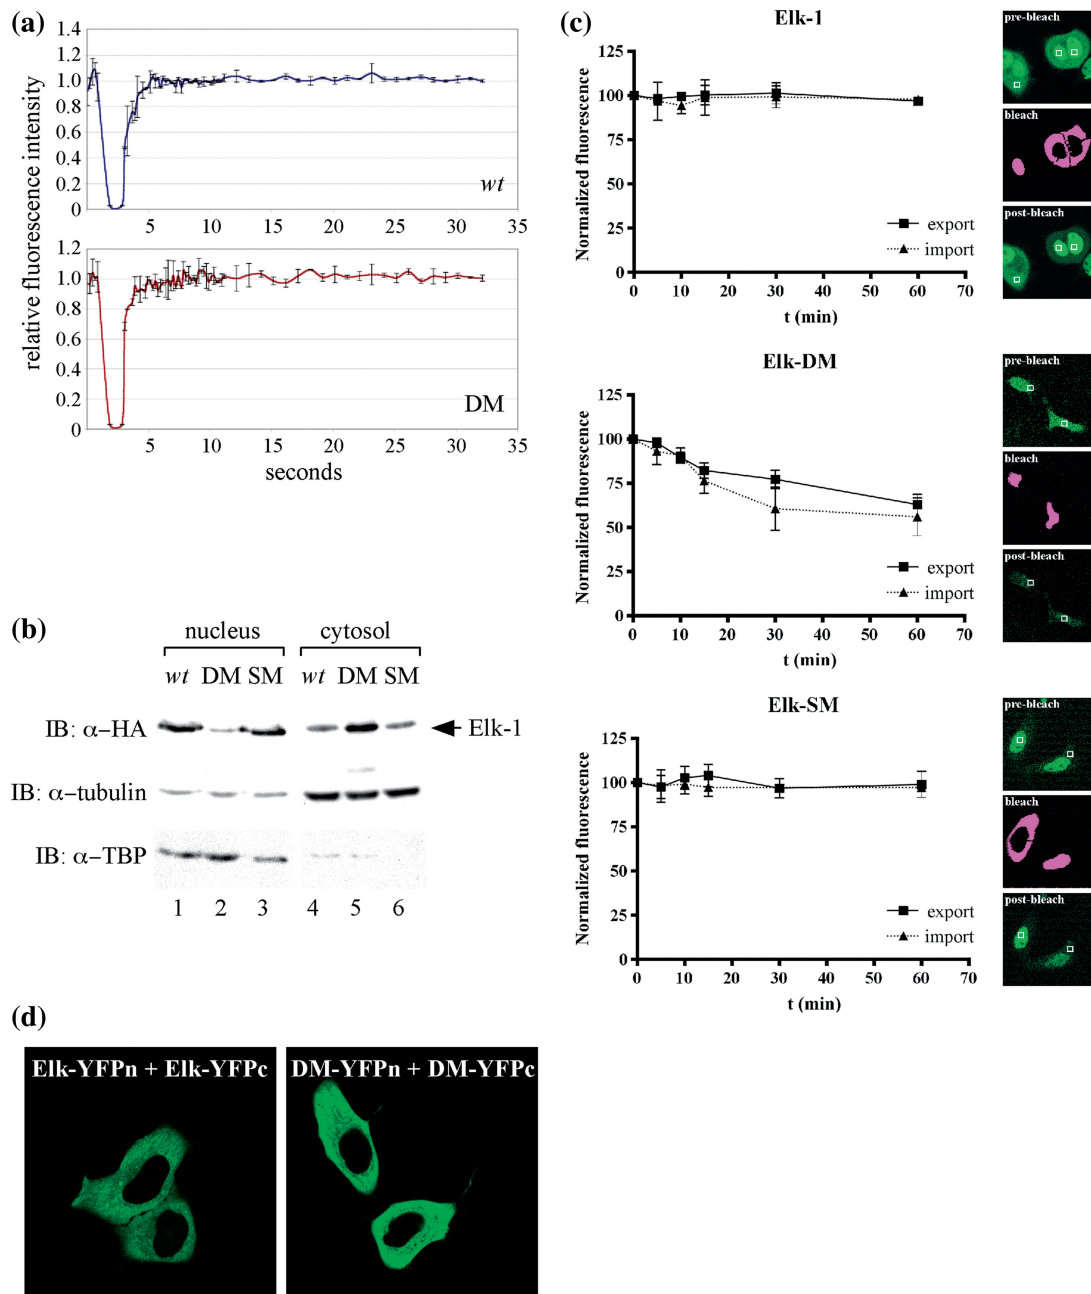 (a)
relative fluorescence intensity
1.4
1.2
1.0
0.8
0.6
0.4
0.2
0
wt
5 10 15 20 25 30 35
1.2
1.0
0.8
0.6
0.4
0.2
0
DM
5 10 15 20 25 30 35
seconds
(b)
nucleus cytosol
wt DM SM wt DM SM
IB: α–HA
Elk-1
IB: α–tubulin
IB: α–TBP
1 2 3 4 5 6
(c)
Elk-1
Normalized fluorescence
125
100
75
50
25
0
export
import
0 10 20 30 40 50 60 70
t (min)
pre-bleach
bleach
post-bleach
Elk-DM
Normalized fluorescence
125
100
75
50
25
0
export
import
0 10 20 30 40 50 60 70
t (min)
pre-bleach
bleach
post-bleach
Elk-SM
Normalized fluorescence
125
100
75
50
25
0
export
import
0 10 20 30 40 50 60 70
t (min)
pre-bleach
bleach
post-bleach
(d)
Elk-YFPn + Elk-YFPc
DM-YFPn + DM-YFPc